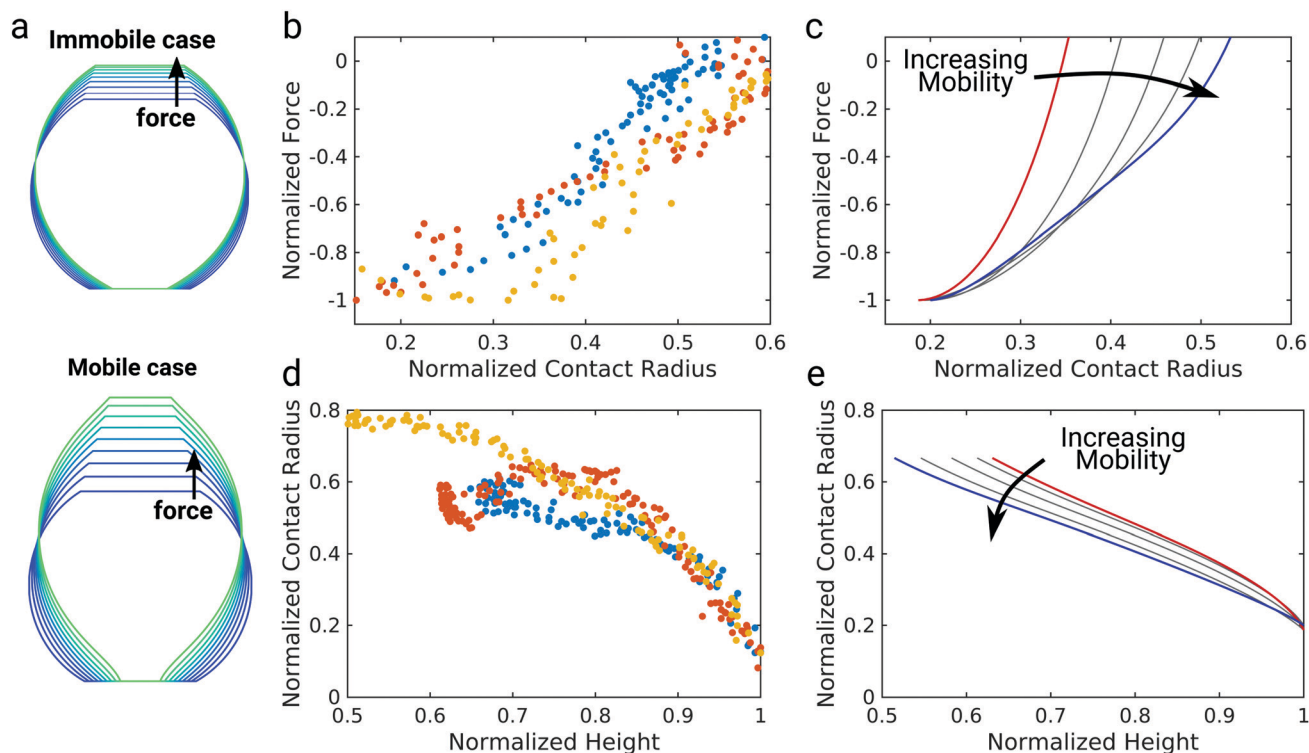 a
Immobile case
force
Mobile case
force
b
0
-0.2
-0.4
-0.6
-0.8
-1
Normalized Force
0.2
0.3
0.4
0.5
0.6
Normalized Contact Radius
c
Increasing
Mobility
0
-0.2
-0.4
-0.6
-0.8
-1
Normalized Force
0.2
0.3
0.4
0.5
0.6
Normalized Contact Radius
d
0.8
0.6
0.4
0.2
0
Normalized Contact Radius
0.5
0.6
0.7
0.8
0.9
1
Normalized Height
e
Increasing
Mobility
0.8
0.6
0.4
0.2
0
Normalized Contact Radius
0.5
0.6
0.7
0.8
0.9
1
Normalized Height